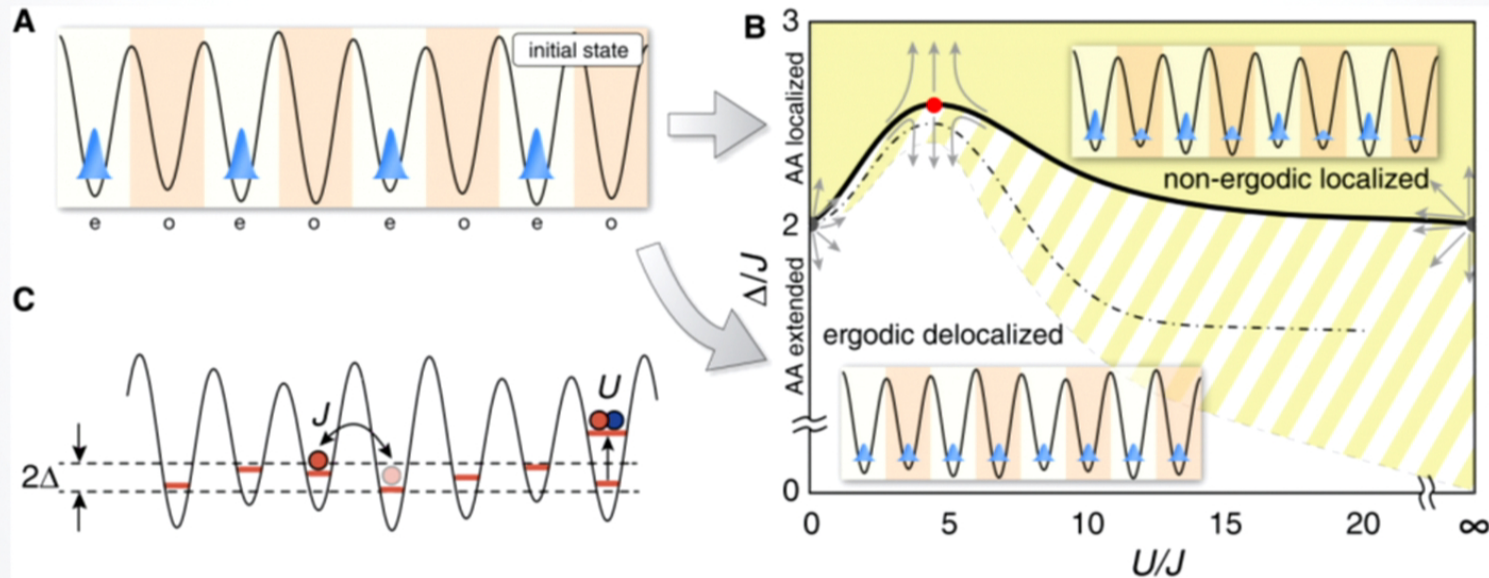 A
initial state
e o e o e o e o
C
J
U
2Δ
B
3
2
0
AA localized
Δ/J
AA extended
non-ergodic localized
ergodic delocalized
0 5 10 15 20 ∞
U/J